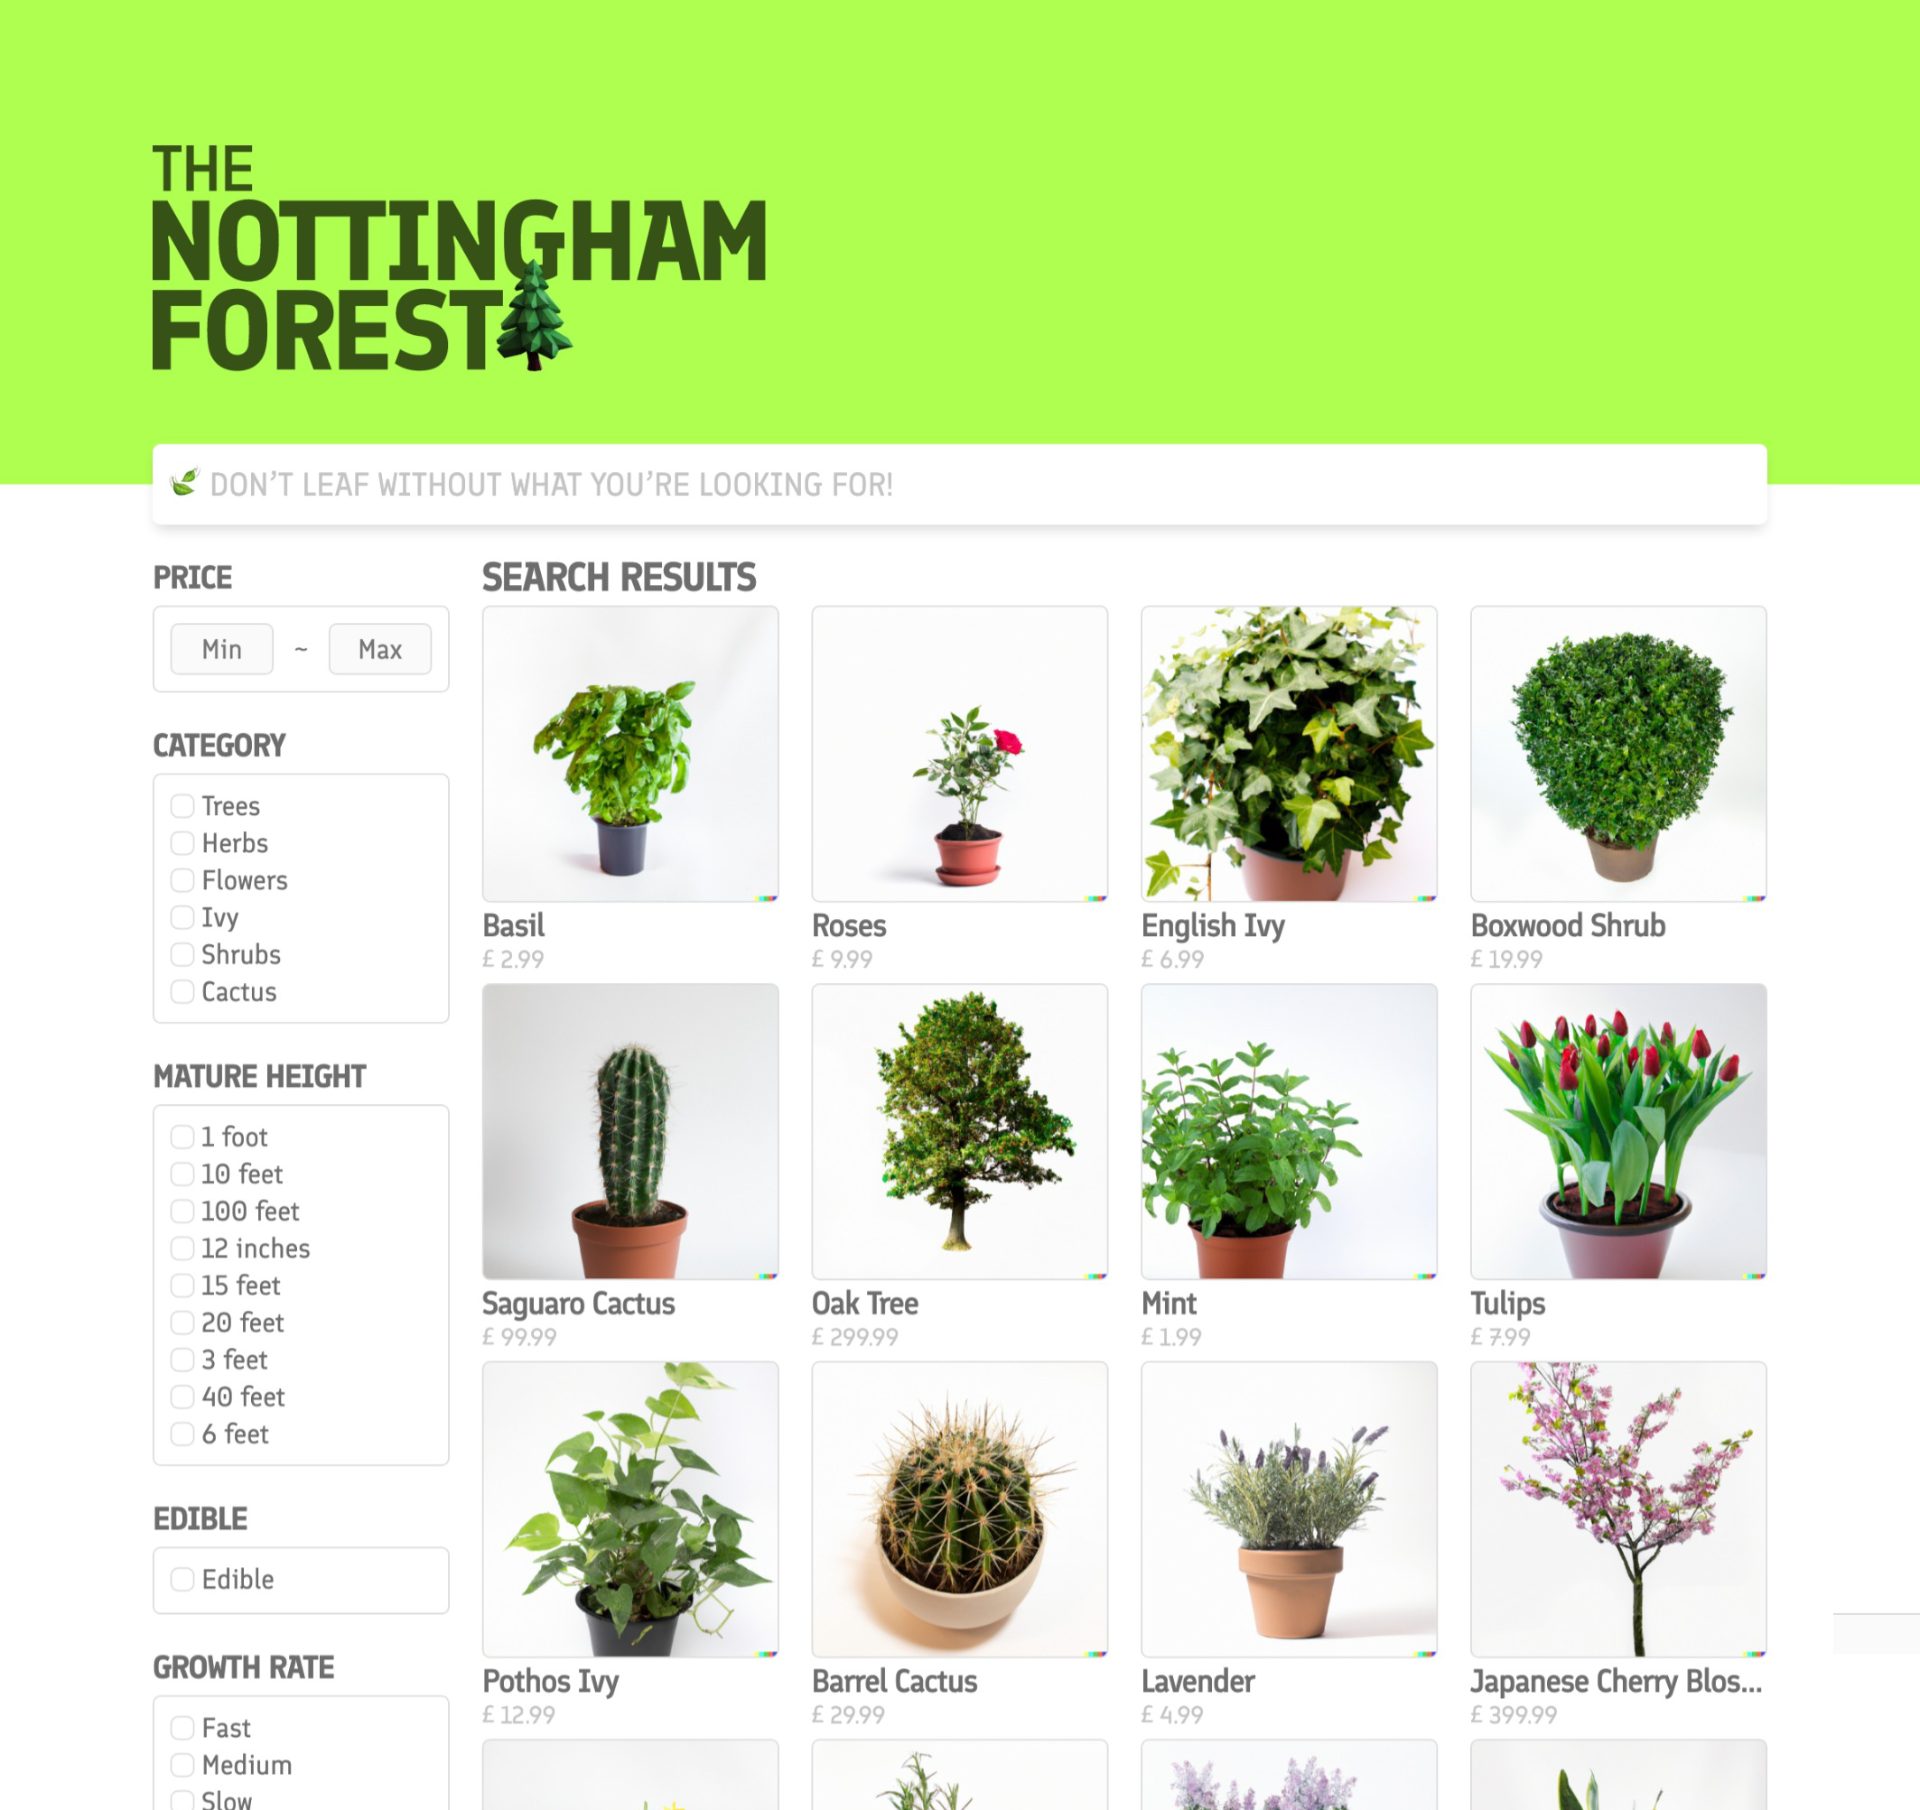 THE
NOTTINGHAM
FOREST
DON'T LEAF WITHOUT WHAT YOU'RE LOOKING FOR!
PRICE
Min ~ Max
CATEGORY
Trees
Herbs
Flowers
Ivy
Shrubs
Cactus
MATURE HEIGHT
1 foot
10 feet
100 feet
12 inches
15 feet
20 feet
3 feet
40 feet
6 feet
EDIBLE
Edible
GROWTH RATE
Fast
Medium
Slow
SEARCH RESULTS
Basil
£ 2.99
Roses
£ 9.99
English Ivy
£ 6.99
Boxwood Shrub
£ 19.99
Saguaro Cactus
£ 99.99
Oak Tree
£ 299.99
Mint
£ 1.99
Tulips
£ 7.99
Pothos Ivy
£ 12.99
Barrel Cactus
£ 29.99
Lavender
£ 4.99
Japanese Cherry Blos...
£ 399.99